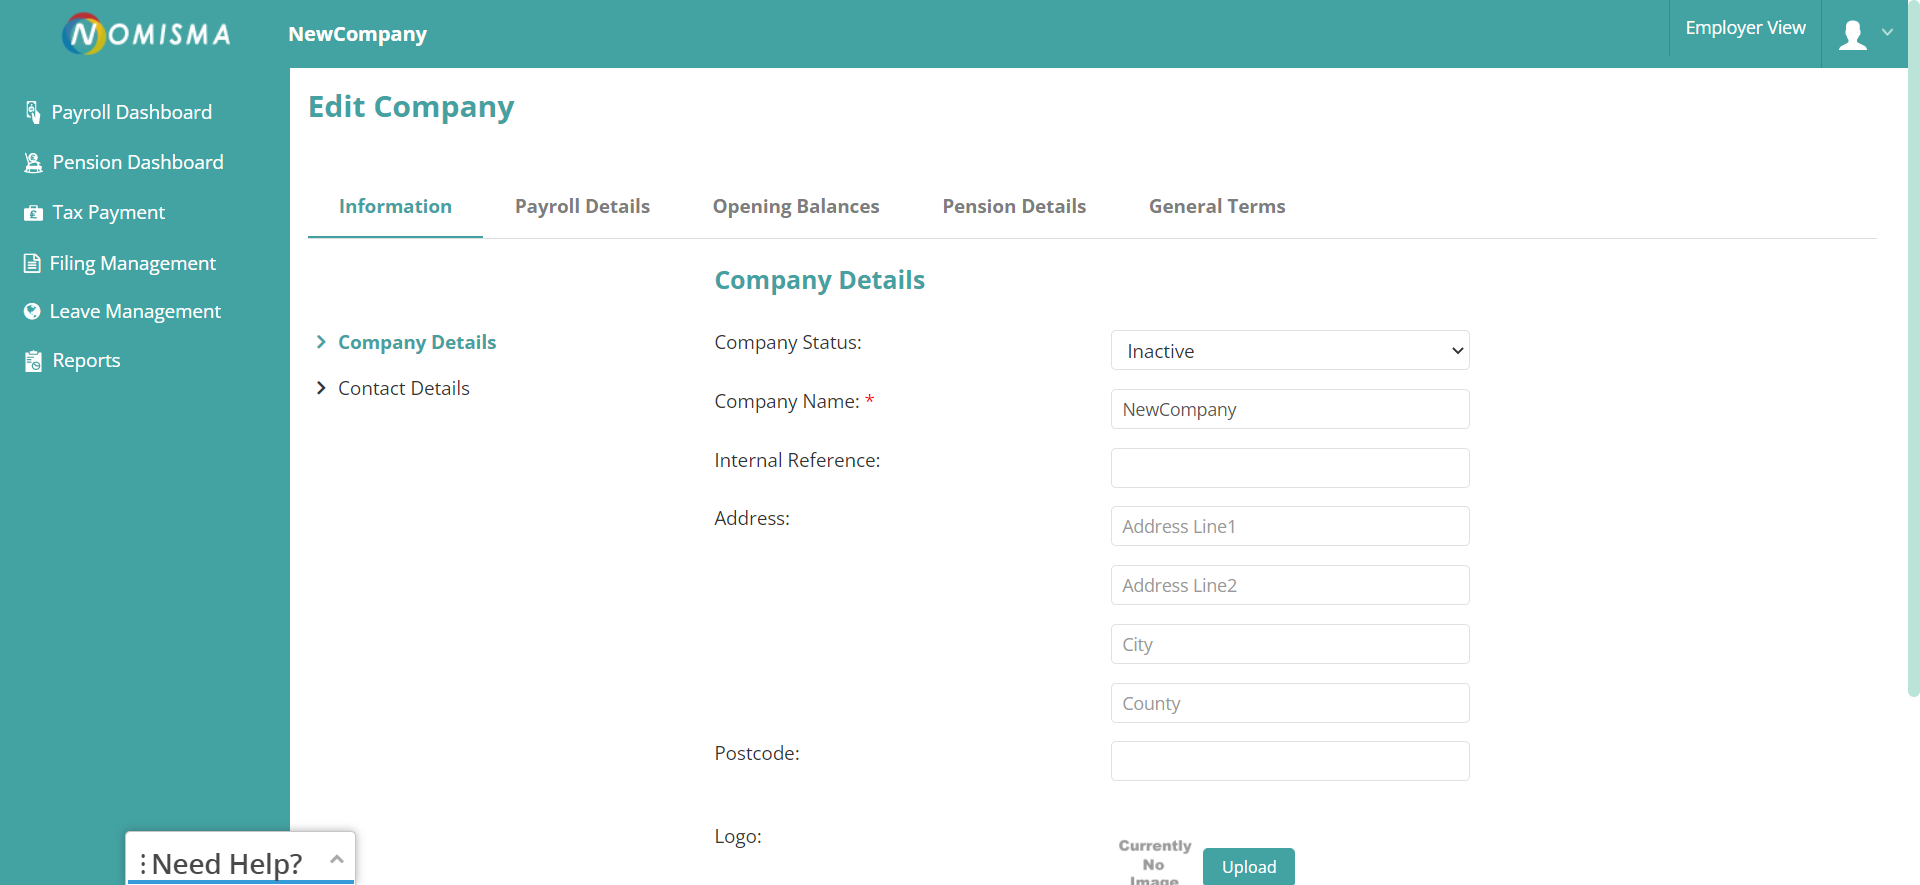 NOMISMA
NewCompany
Employer View
Payroll Dashboard
Pension Dashboard
Tax Payment
Filing Management
Leave Management
Reports
Edit Company
Information
Payroll Details
Opening Balances
Pension Details
General Terms
Company Details
Contact Details
Company Details
Company Status:
Inactive
Company Name: *
NewCompany
Internal Reference:
Address:
Address Line1
Address Line2
City
County
Postcode:
Logo:
Currently
No
Image
Upload
Need Help?